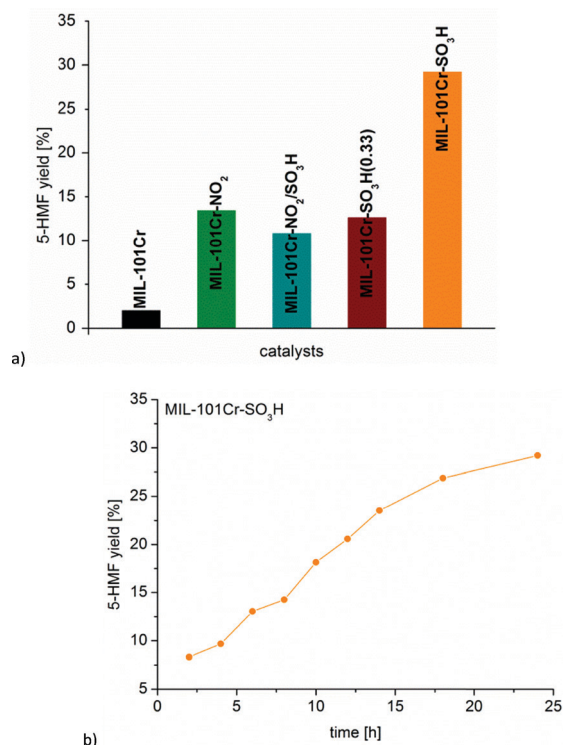 35
30
25
20
15
10
5
0
5-HMF yield [%]
MIL-101Cr
MIL-101Cr-NO₂
MIL-101Cr-NO₂/SO₃H
MIL-101Cr-SO₃H(0.33)
MIL-101Cr-SO₃H
catalysts
a)
MIL-101Cr-SO₃H
35
30
25
20
15
10
5
5-HMF yield [%]
0 5 10 15 20 25
time [h]
b)